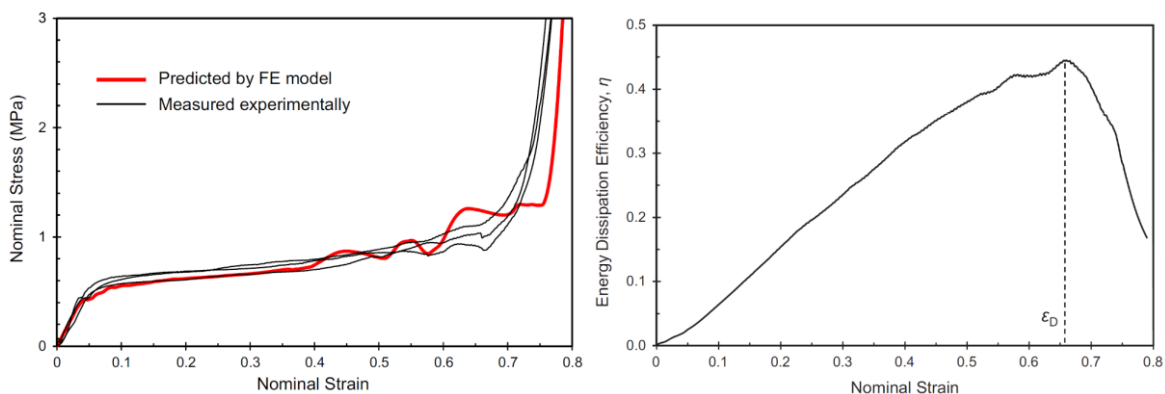 3
2
1
0
Nominal Stress (MPa)
Predicted by FE model
Measured experimentally
0 0.1 0.2 0.3 0.4 0.5 0.6 0.7 0.8
Nominal Strain
0.5
0.4
0.3
0.2
0.1
0.0
Energy Dissipation Efficiency, η
εD
0 0.1 0.2 0.3 0.4 0.5 0.6 0.7 0.8
Nominal Strain